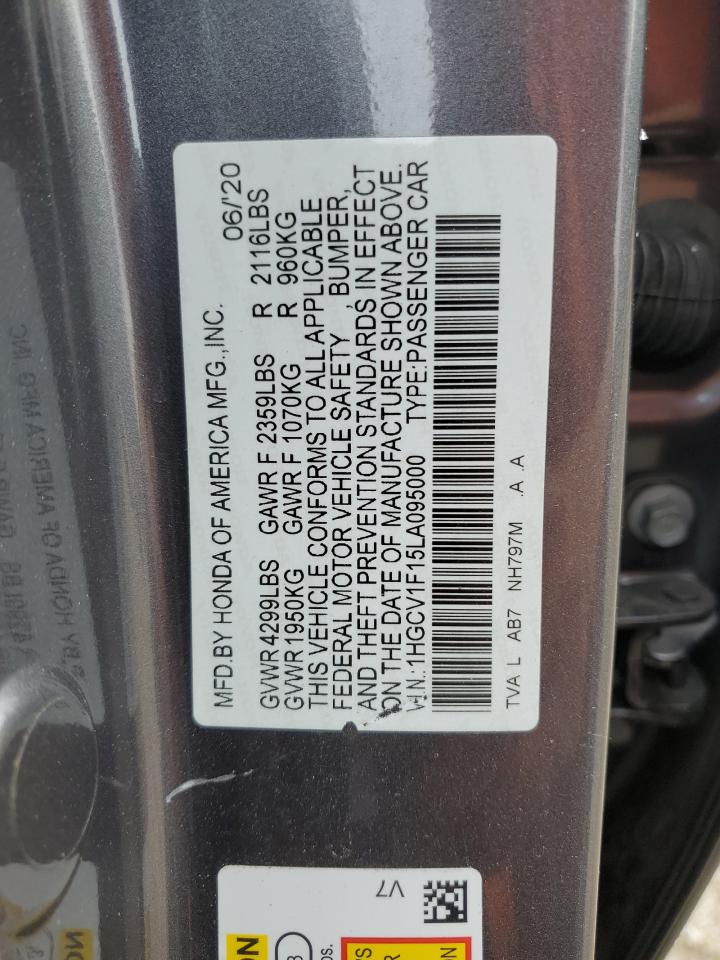 MFD.BY HONDA OF AMERICA MFG.,INC. 06/'20
GVWR 4299LBS GAWR F 2359LBS R 2116LBS
GVWR 1950KG GAWR F 1070KG R 960KG
THIS VEHICLE CONFORMS TO ALL APPLICABLE
FEDERAL MOTOR VEHICLE SAFETY , BUMPER,
AND THEFT PREVENTION STANDARDS IN EFFECT
ON THE DATE OF MANUFACTURE SHOWN ABOVE.
V.I.N.:1HGCV1F15LA095000 TYPE:PASSENGER CAR
TVA L AB7 NH797M .A .A
V7